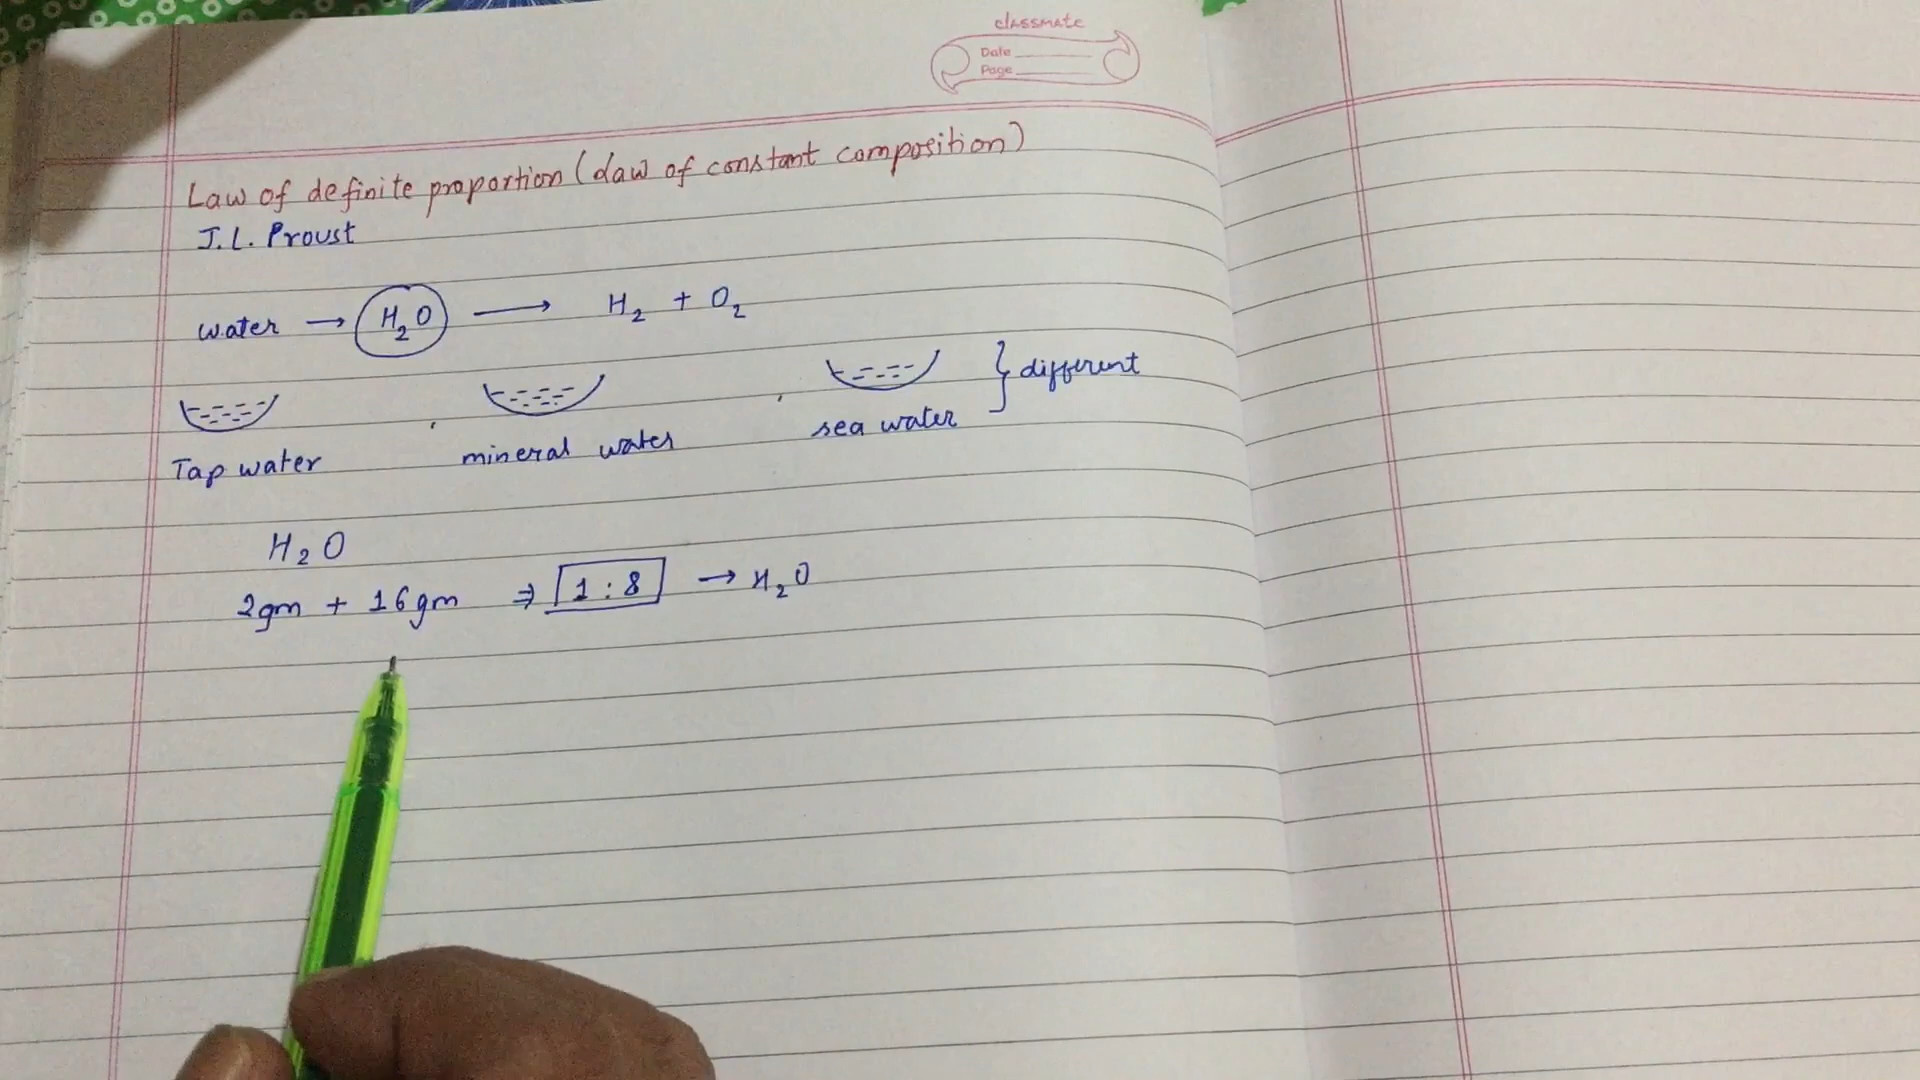 classmate
Date
Page
Law of definite proportion (Law of constant composition)
J.L. Proust
water → H₂O → H₂ + O₂
Tap water , mineral water , sea water } different
H₂O
2gm + 16gm ⇒ 1 : 8 → H₂O